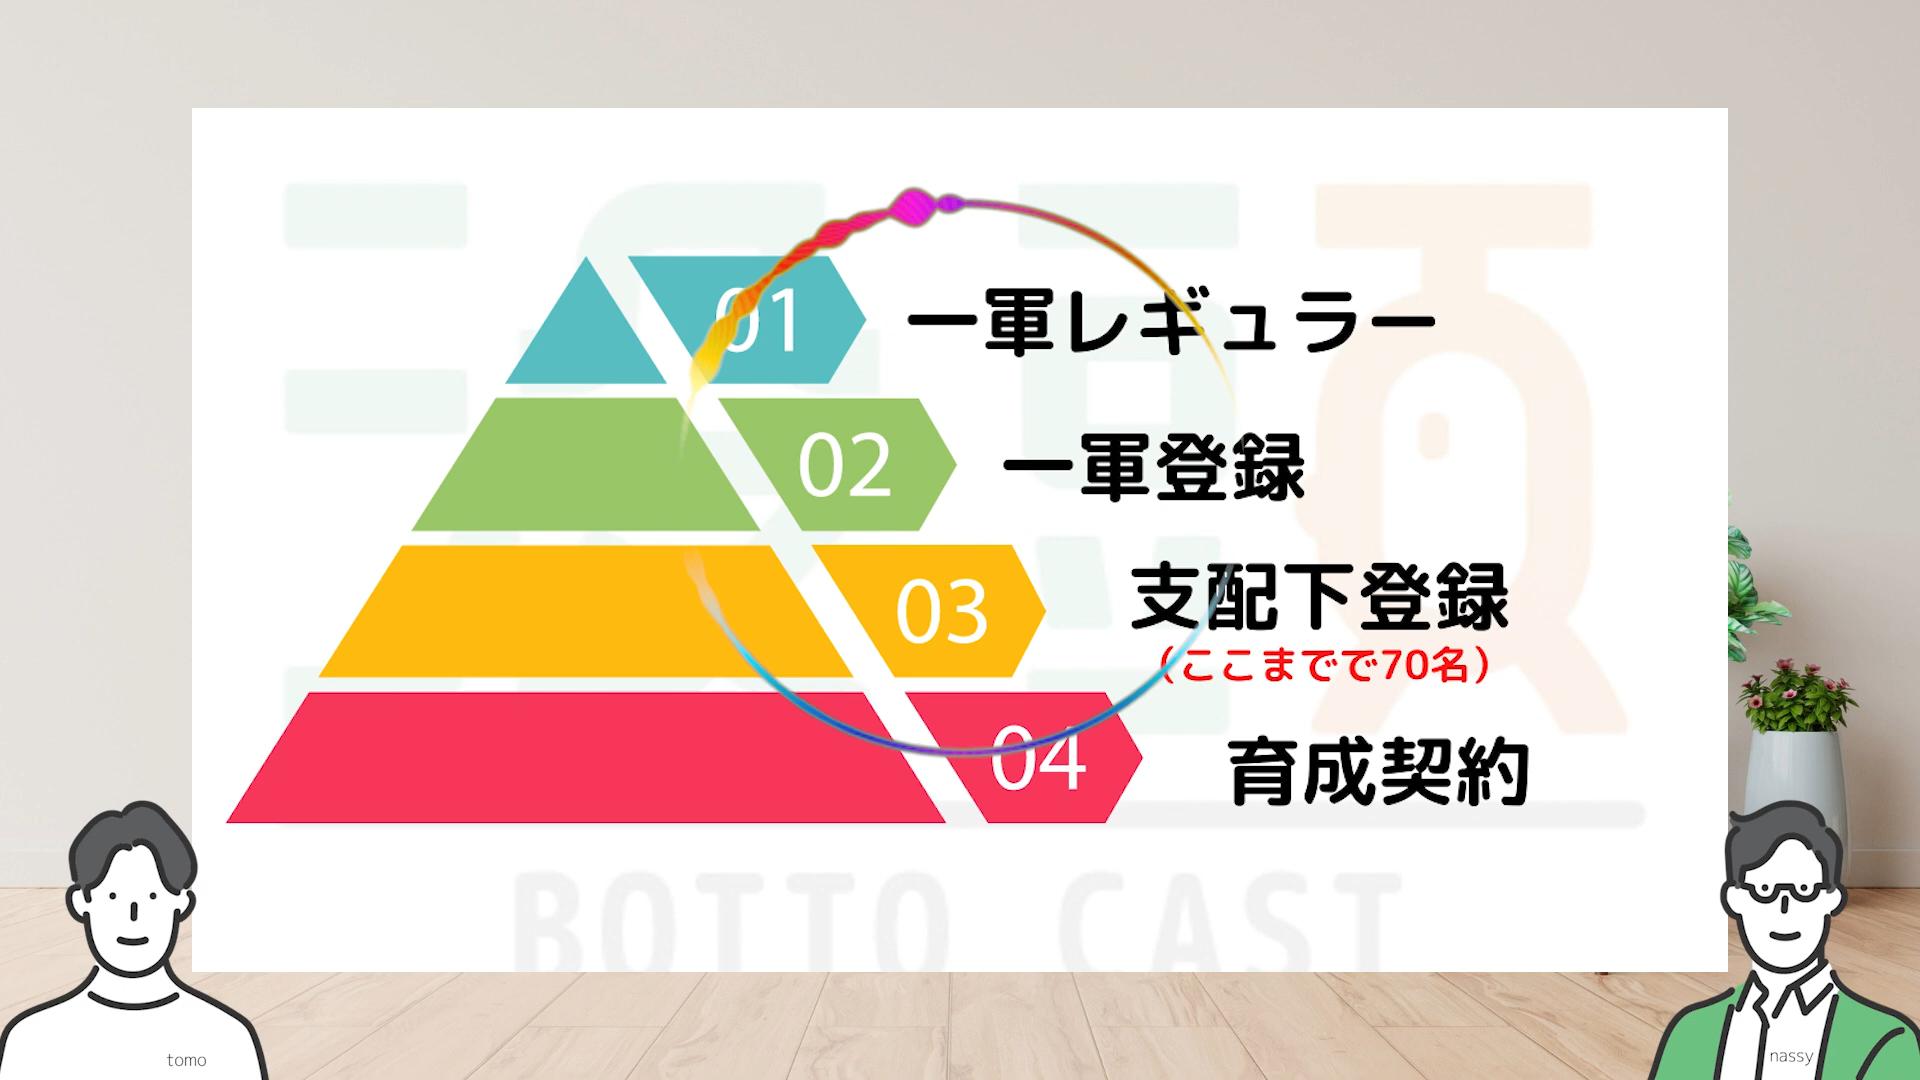 01
一軍レギュラー
02
一軍登録
03
支配下登録
（ここまでで70名）
04
育成契約
BOTTO CAST
tomo
nassy